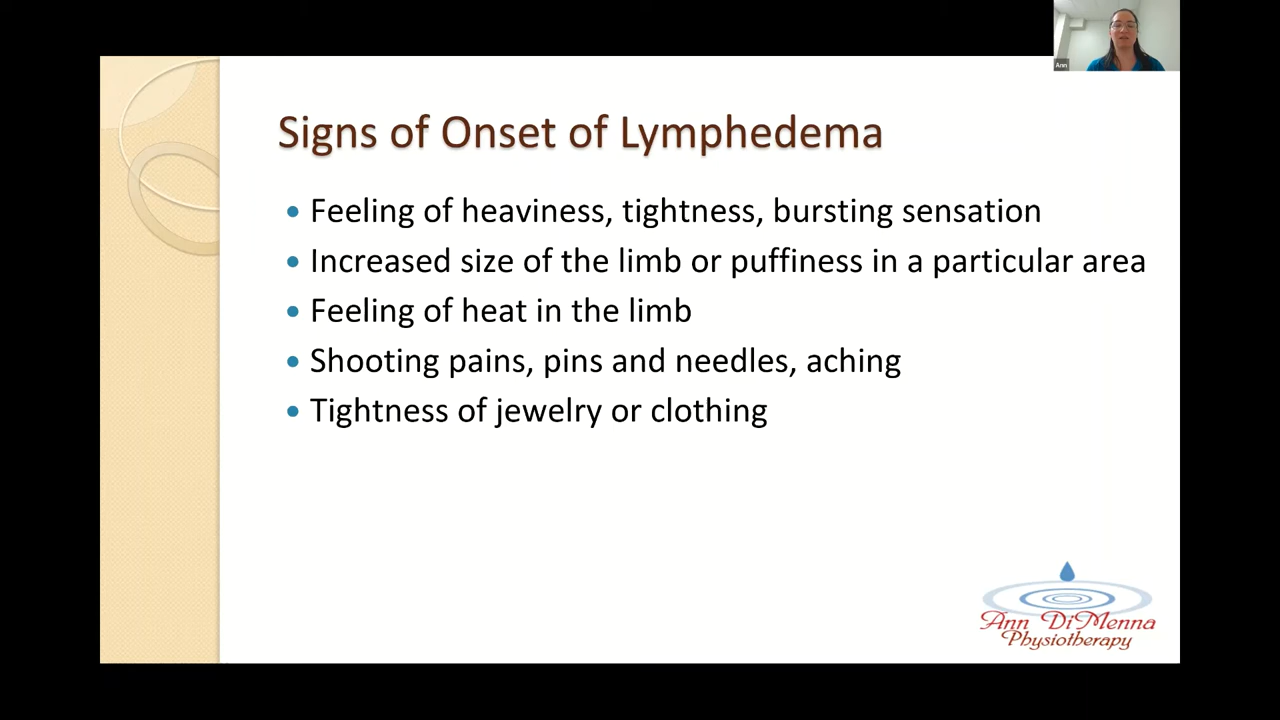 Ann
Signs of Onset of Lymphedema
Feeling of heaviness, tightness, bursting sensation
Increased size of the limb or puffiness in a particular area
Feeling of heat in the limb
Shooting pains, pins and needles, aching
Tightness of jewelry or clothing
Ann DiMenna
Physiotherapy